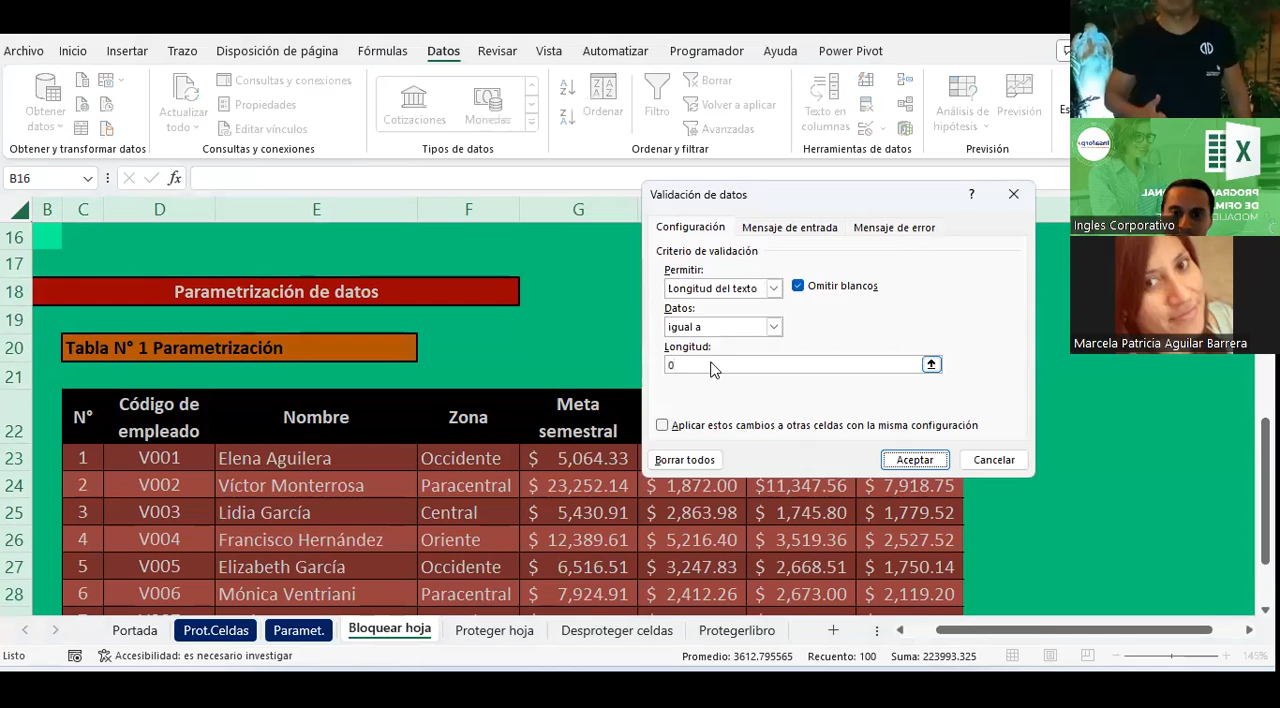 Archivo Inicio Insertar Trazo Disposición de página Fórmulas Datos Revisar Vista Automatizar Programador Ayuda Power Pivot
Obtener datos
Actualizar todo
Consultas y conexiones
Propiedades
Editar vínculos
Cotizaciones
Monedas
Ordenar
Filtro
Borrar
Volver a aplicar
Avanzadas
Texto en columnas
Análisis de hipótesis
Previsión
Obtener y transformar datos Consultas y conexiones Tipos de datos Ordenar y filtrar Herramientas de datos Previsión
B16 fx
B C D E F G
16
17
18 Parametrización de datos
19
20 Tabla N° 1 Parametrización
21
22 N° Código de empleado Nombre Zona Meta semestral
23 1 V001 Elena Aguilera Occidente $ 5,064.33
24 2 V002 Víctor Monterrosa Paracentral $ 23,252.14 $ 1,872.00 $11,347.56 $ 7,918.75
25 3 V003 Lidia García Central $ 5,430.91 $ 2,863.98 $ 1,745.80 $ 1,779.52
26 4 V004 Francisco Hernández Oriente $ 12,389.61 $ 5,216.40 $ 3,519.36 $ 2,527.52
27 5 V005 Elizabeth García Occidente $ 6,516.51 $ 3,247.83 $ 2,668.51 $ 1,750.14
28 6 V006 Mónica Ventriani Paracentral $ 7,924.91 $ 2,412.26 $ 2,673.00 $ 2,119.20
Validación de datos ?
Configuración Mensaje de entrada Mensaje de error
Criterio de validación
Permitir:
Longitud del texto Omitir blancos
Datos:
igual a
Longitud:
0
Aplicar estos cambios a otras celdas con la misma configuración
Borrar todos Aceptar Cancelar
Ingles Corporativo
Marcela Patricia Aguilar Barrera
Portada Prot.Celdas Paramet. Bloquear hoja Proteger hoja Desproteger celdas Protegerlibro
Listo Accesibilidad: es necesario investigar Promedio: 3612.795565 Recuento: 100 Suma: 223993.325 145%